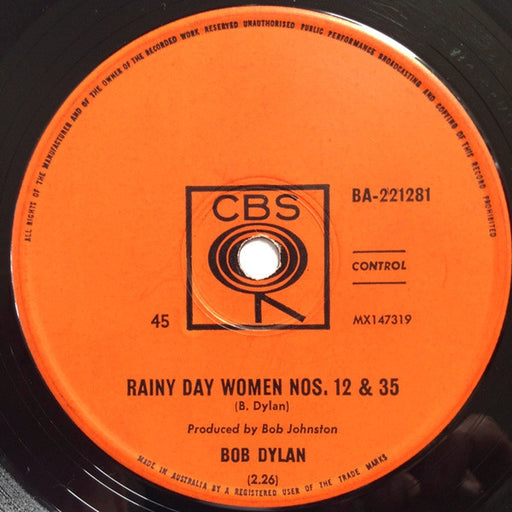 ALL RIGHTS OF THE MANUFACTURER AND OF THE OWNER OF THE RECORDED WORK RESERVED UNAUTHORISED PUBLIC PERFORMANCE BROADCASTING AND COPYING OF THIS RECORD PROHIBITED
CBS
BA-221281
CONTROL
45
MX147319
RAINY DAY WOMEN NOS. 12 & 35
(B. Dylan)
Produced by Bob Johnston
BOB DYLAN
(2.26)
MADE IN AUSTRALIA BY A REGISTERED USER OF THE TRADE MARKS